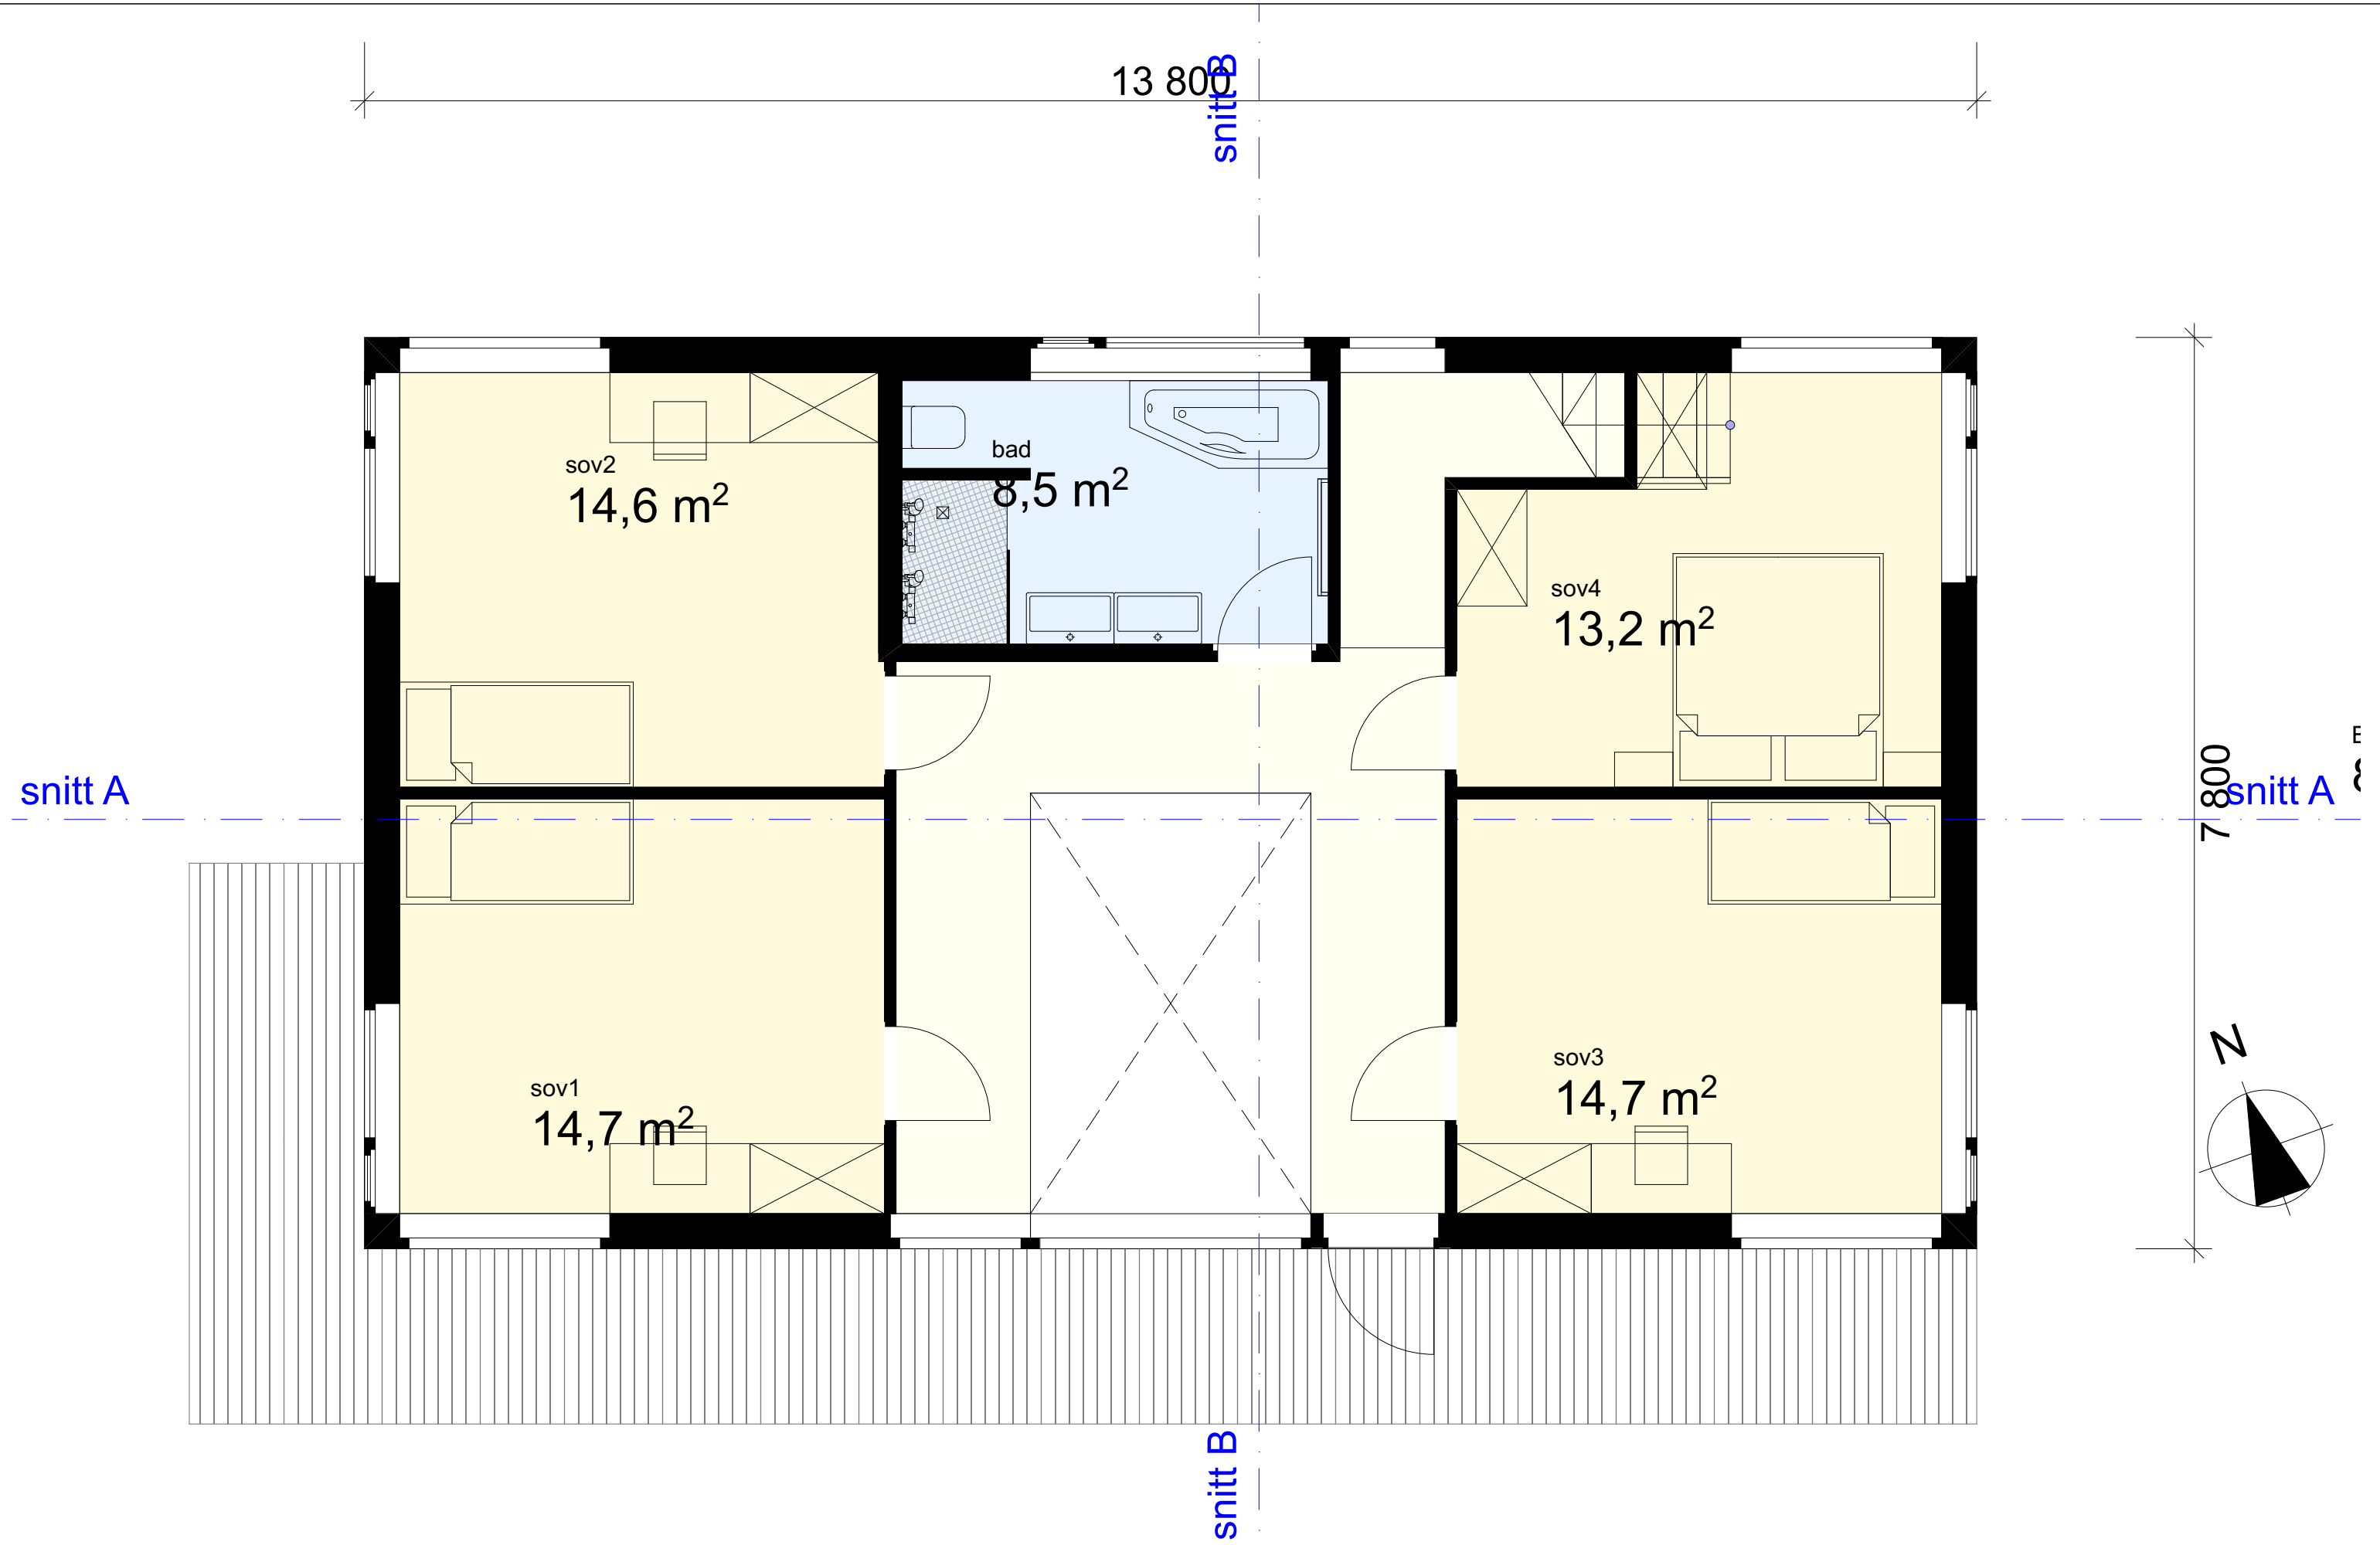 13 800
snitt B
sov2
14,6 m²
bad
8,5 m²
sov4
13,2 m²
snitt A
7 800
snitt A
sov3
14,7 m²
sov1
14,7 m²
N
snitt B